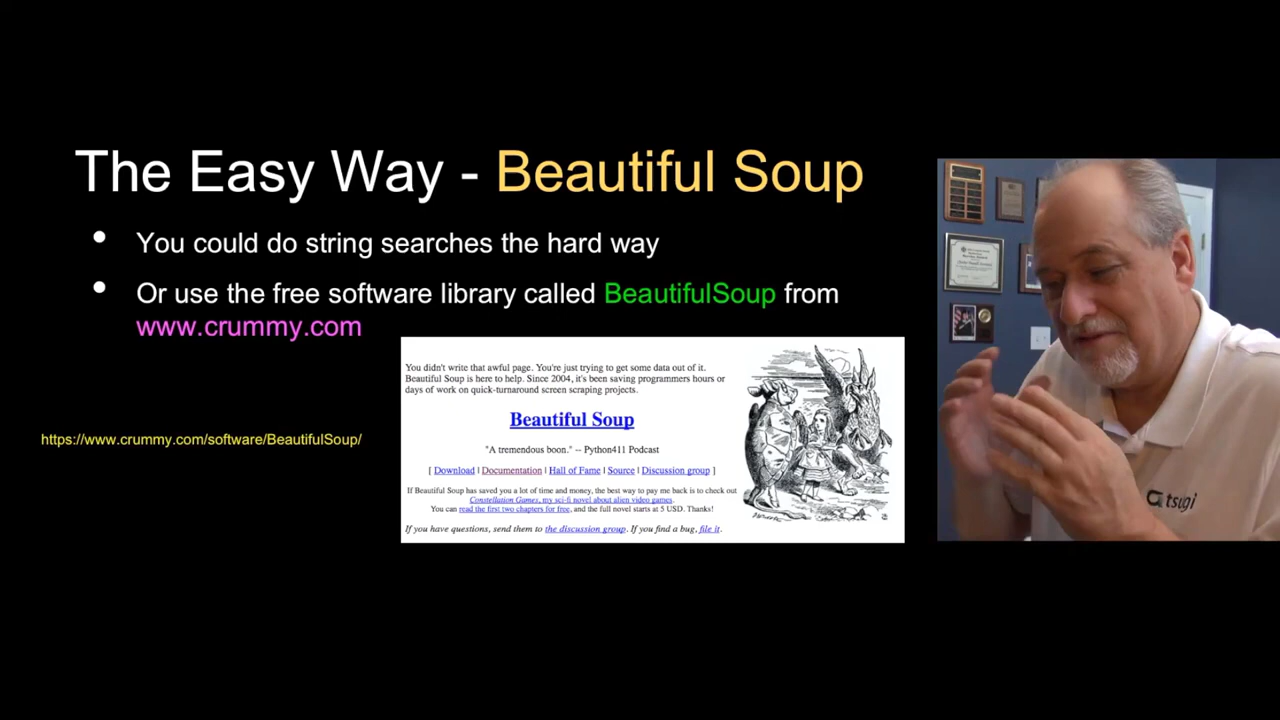 The Easy Way - Beautiful Soup
• You could do string searches the hard way
• Or use the free software library called BeautifulSoup from
www.crummy.com
https://www.crummy.com/software/BeautifulSoup/
You didn't write that awful page. You're just trying to get some data out of it.
Beautiful Soup is here to help. Since 2004, it's been saving programmers hours or
days of work on quick-turnaround screen scraping projects.
Beautiful Soup
"A tremendous boon." -- Python411 Podcast
[ Download | Documentation | Hall of Fame | Source | Discussion group ]
If Beautiful Soup has saved you a lot of time and money, the best way to pay me back is to check out
Constellation Games, my sci-fi novel about alien video games.
You can read the first two chapters for free, and the full novel starts at 5 USD. Thanks!
If you have questions, send them to the discussion group. If you find a bug, file it.
tsugi